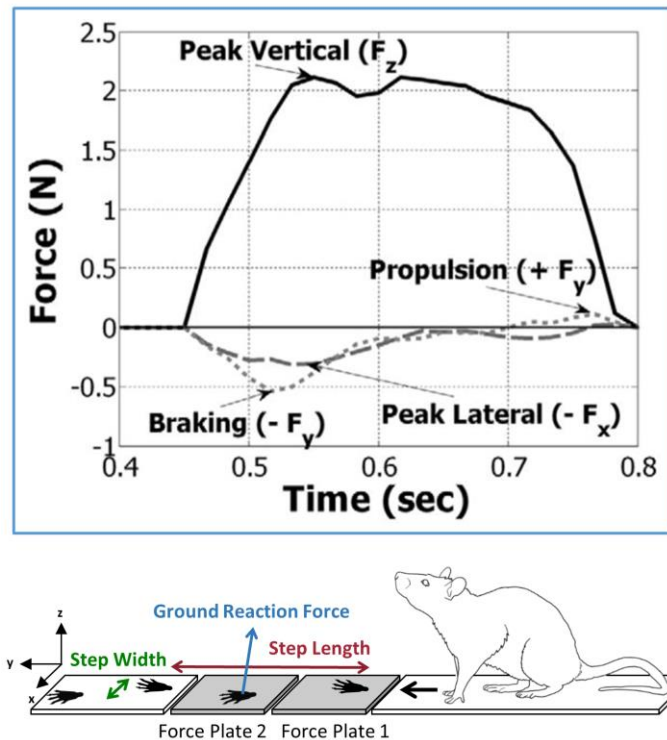 2.5
2
1.5
1
0.5
0
-0.5
-1
Force (N)
Peak Vertical (Fz)
Propulsion (+ Fy)
Braking (- Fy)
Peak Lateral (- Fx)
0.4 0.5 0.6 0.7 0.8
Time (sec)
z
y
x
Ground Reaction Force
Step Width
Step Length
Force Plate 2 Force Plate 1